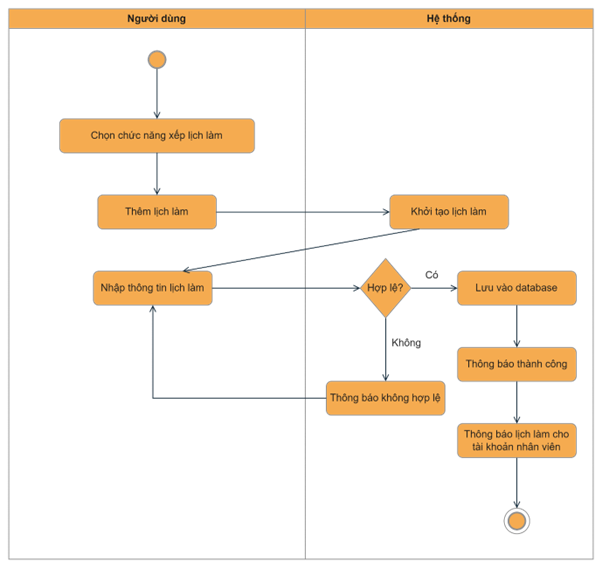 Người dùng
Hệ thống
Chọn chức năng xếp lịch làm
Thêm lịch làm
Khởi tạo lịch làm
Nhập thông tin lịch làm
Hợp lệ?
Có
Lưu vào database
Không
Thông báo thành công
Thông báo không hợp lệ
Thông báo lịch làm cho
tài khoản nhân viên